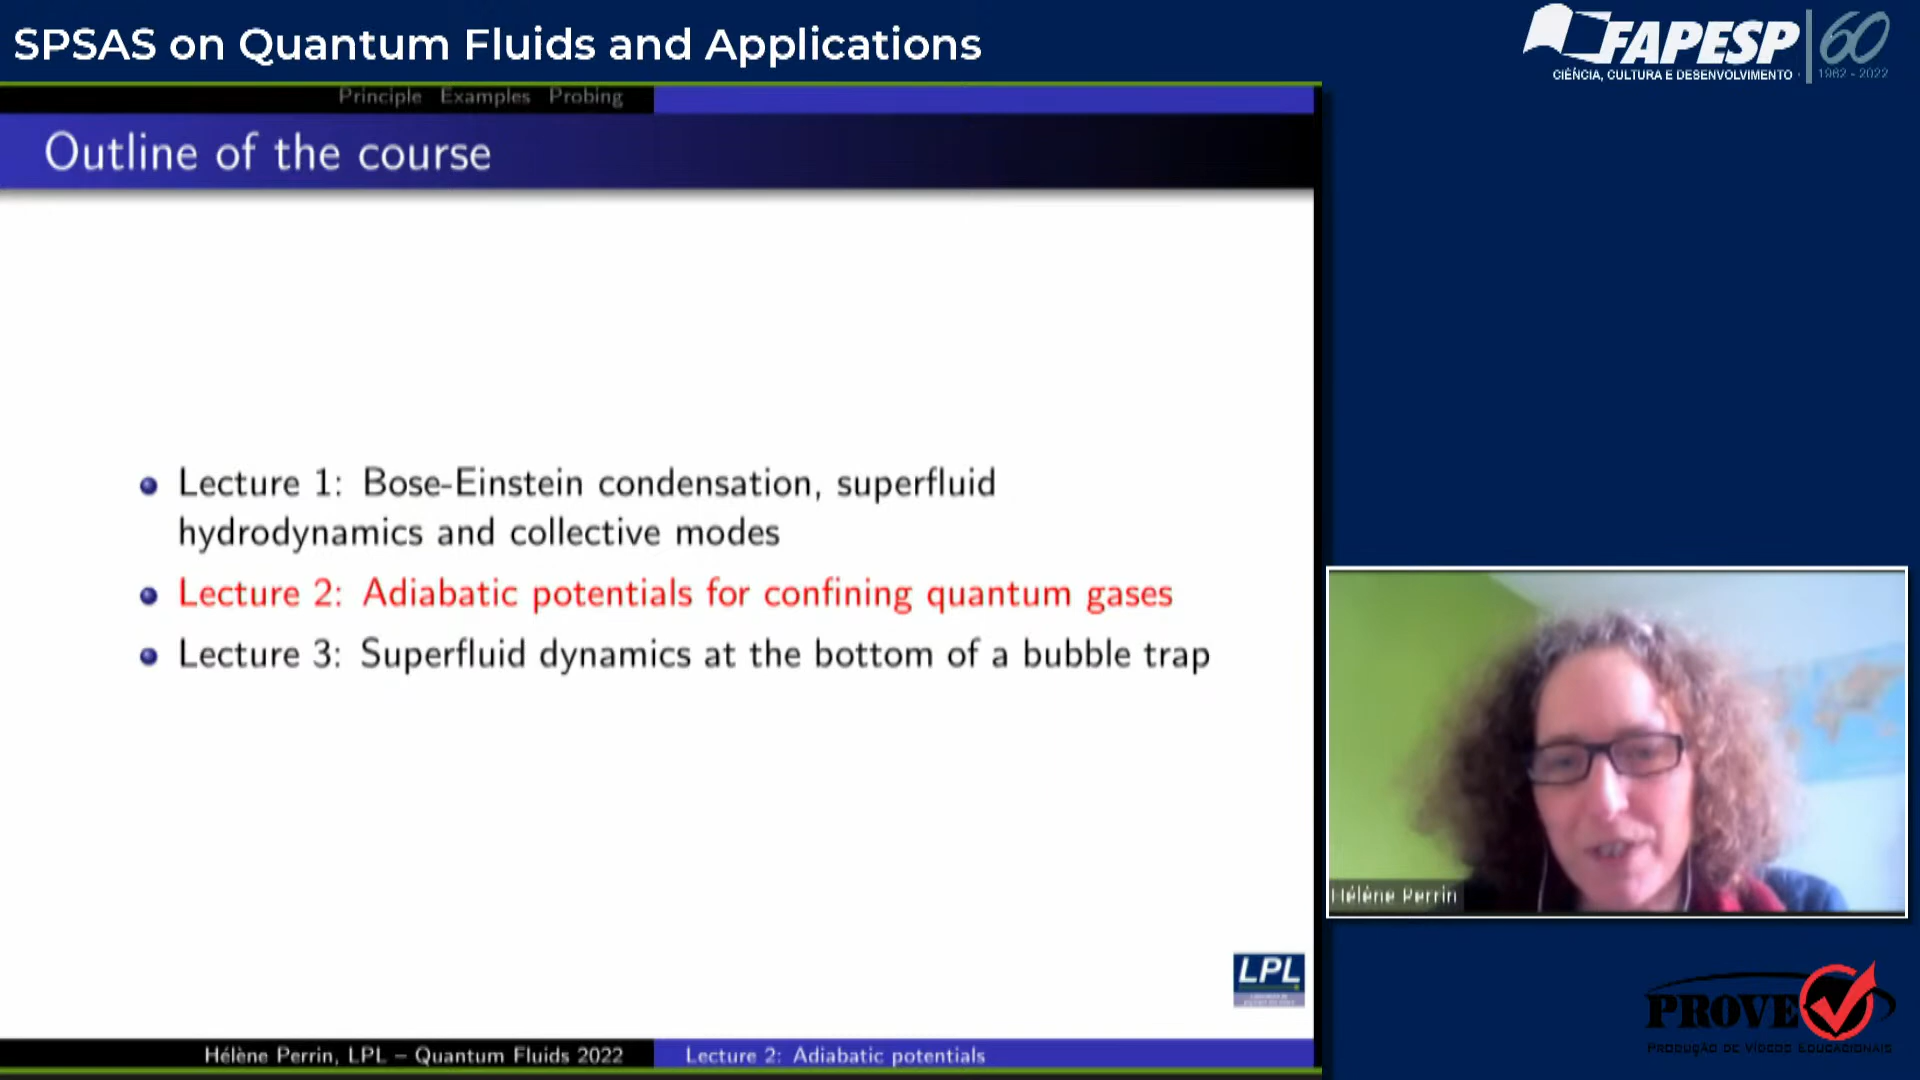 SPSAS on Quantum Fluids and Applications
FAPESP 60
CIÊNCIA, CULTURA E DESENVOLVIMENTO
1962 - 2022
Principle Examples Probing
Outline of the course
Lecture 1: Bose-Einstein condensation, superfluid
hydrodynamics and collective modes
Lecture 2: Adiabatic potentials for confining quantum gases
Lecture 3: Superfluid dynamics at the bottom of a bubble trap
Hélène Perrin
LPL
PROVE
PRODUÇÃO DE VÍDEOS EDUCACIONAIS
Hélène Perrin, LPL – Quantum Fluids 2022
Lecture 2: Adiabatic potentials